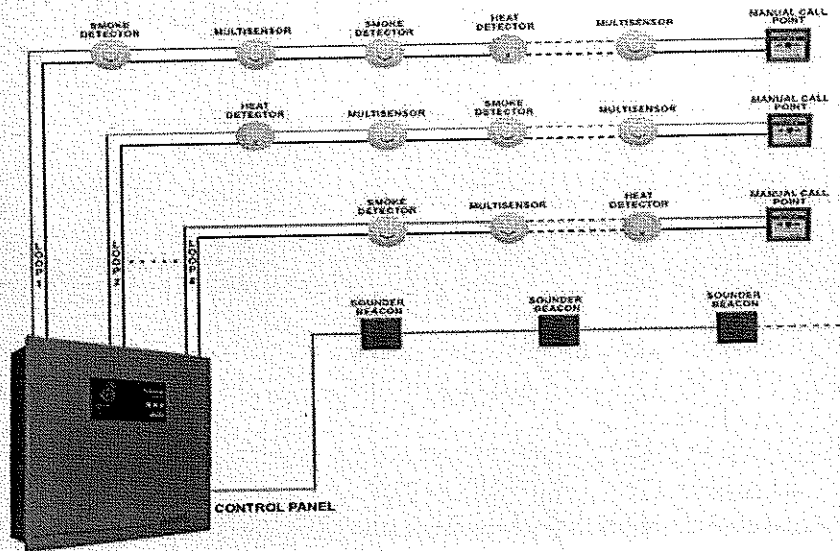 SMOKE
DETECTOR
MULTISENSOR
SMOKE
DETECTOR
HEAT
DETECTOR
MULTISENSOR
MANUAL CALL
POINT
HEAT
DETECTOR
MULTISENSOR
SMOKE
DETECTOR
MULTISENSOR
MANUAL CALL
POINT
SMOKE
DETECTOR
MULTISENSOR
HEAT
DETECTOR
MANUAL CALL
POINT
LOOP 1
LOOP 2
LOOP
SOUNDER
BEACON
SOUNDER
BEACON
SOUNDER
BEACON
CONTROL PANEL